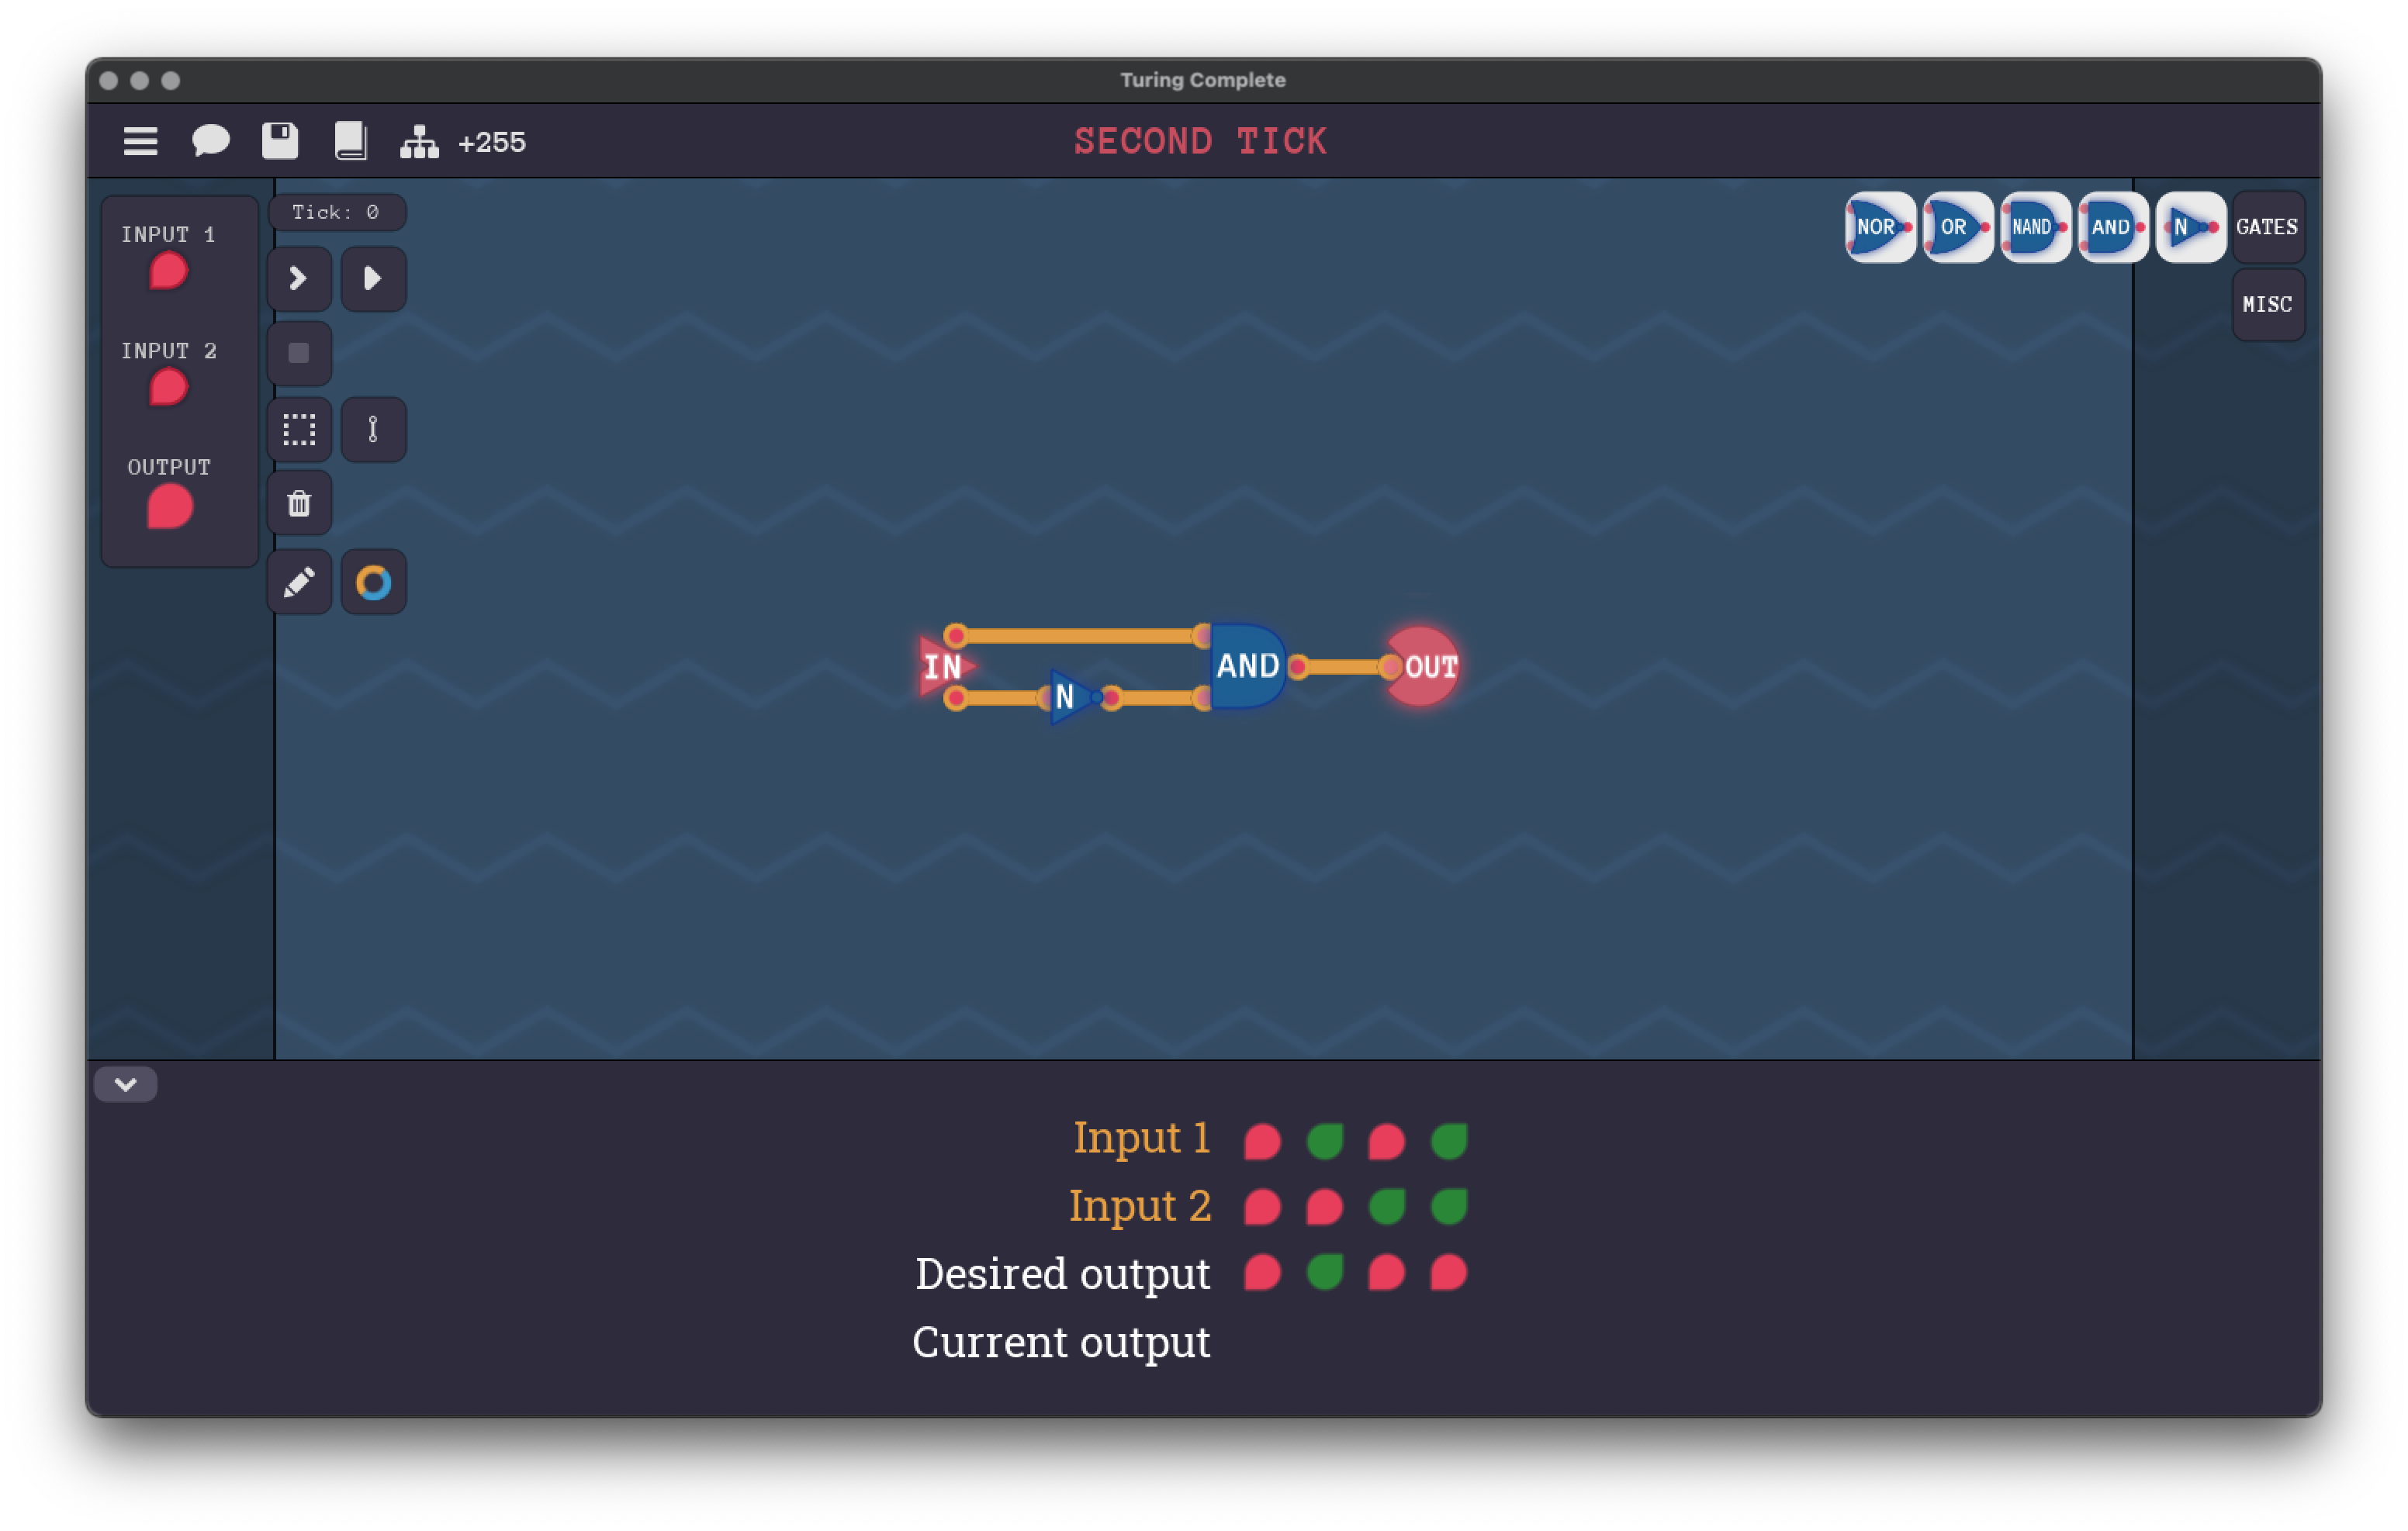 Turing Complete
+255
SECOND TICK
INPUT 1
INPUT 2
OUTPUT
Tick: 0
NOR
OR
NAND
AND
N
GATES
MISC
IN
N
AND
OUT
Input 1
Input 2
Desired output
Current output